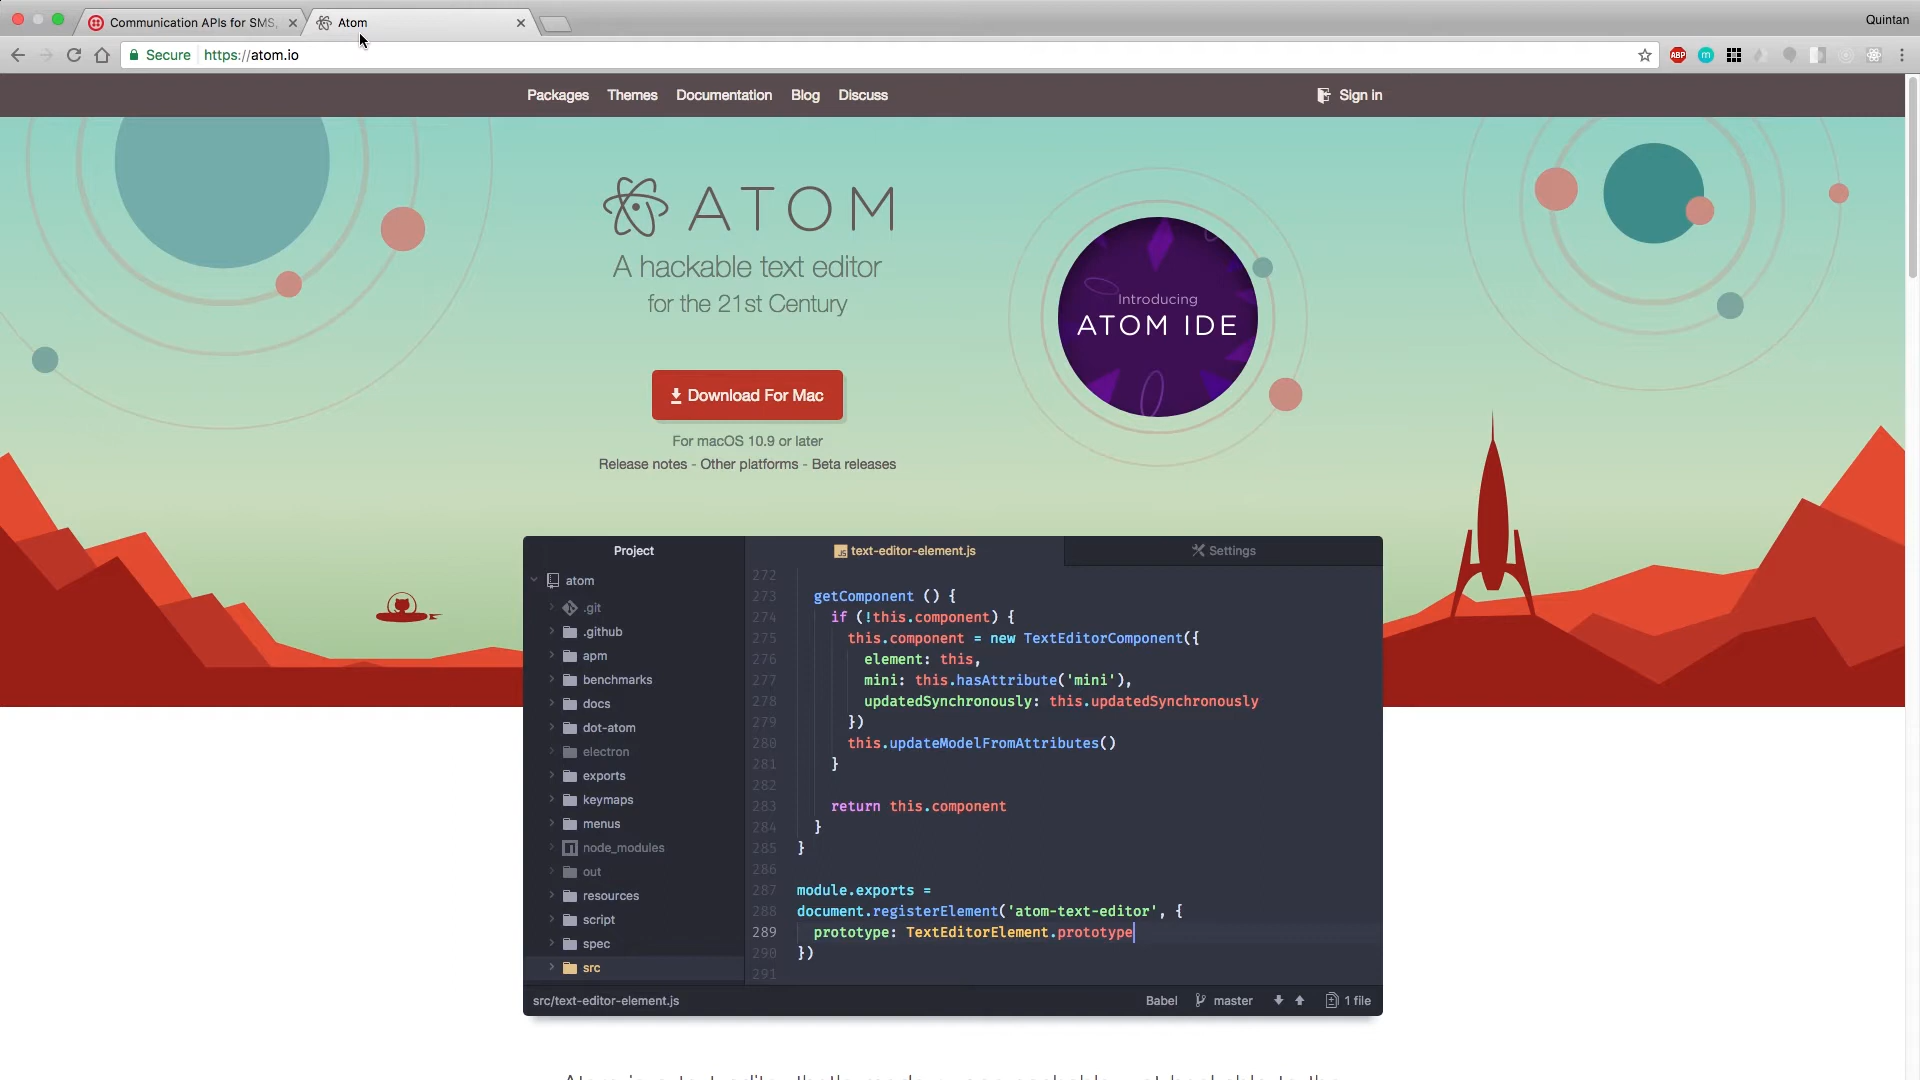 Communication APIs for SMS,
Atom
Quintan
Secure
https://atom.io
ABP
m
Packages
Themes
Documentation
Blog
Discuss
Sign in
ATOM
A hackable text editor
for the 21st Century
Introducing
ATOM IDE
Download For Mac
For macOS 10.9 or later
Release notes - Other platforms - Beta releases
Project
text-editor-element.js
Settings
atom
.git
.github
apm
benchmarks
docs
dot-atom
electron
exports
keymaps
menus
node_modules
out
resources
script
spec
src
272
273 getComponent () {
274 if (!this.component) {
275 this.component = new TextEditorComponent({
276 element: this,
277 mini: this.hasAttribute('mini'),
278 updatedSynchronously: this.updatedSynchronously
279 })
280 this.updateModelFromAttributes()
281 }
282
283 return this.component
284 }
285 }
286
287 module.exports =
288 document.registerElement('atom-text-editor', {
289 prototype: TextEditorElement.prototype
290 })
291
src/text-editor-element.js
Babel
master
1 file